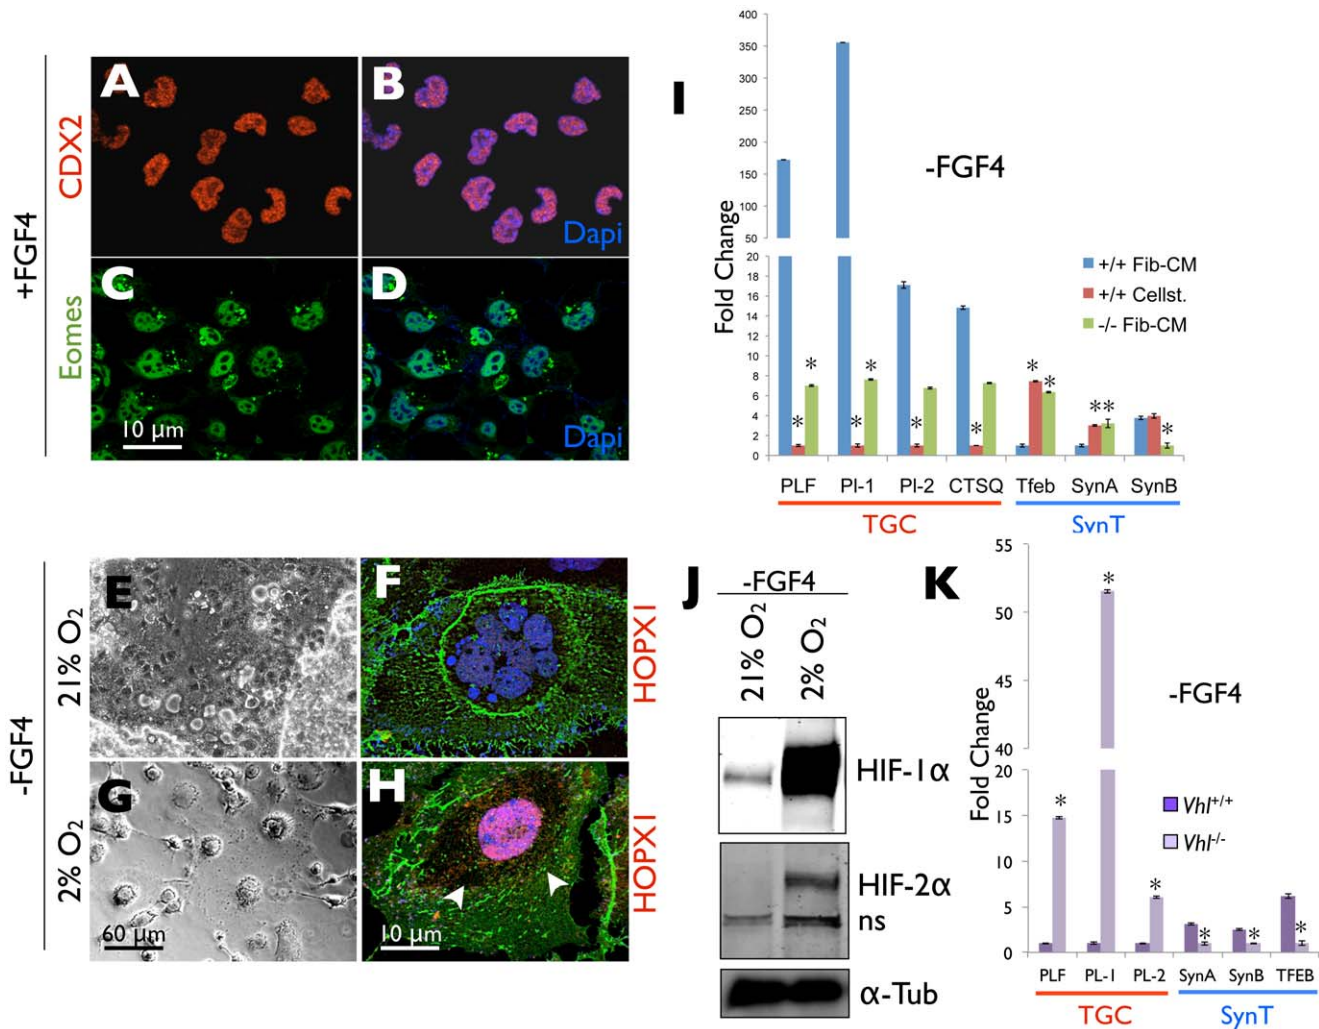 +FGF4
CDX2
A
B
Dapi
Eomes
C
D
10 µm
Dapi
I
-FGF4
Fold Change
400
350
300
250
200
150
100
50
20
18
16
14
12
10
8
6
4
2
0
+/+ Fib-CM
+/+ Cellst.
-/- Fib-CM
* * * * * * * * * * *
PLF PI-1 PI-2 CTSQ Tfeb SynA SynB
TGC SynT
-FGF4
21% O2
E
F
HOPX1
2% O2
G
H
HOPX1
60 µm
10 µm
J
-FGF4
21% O2 2% O2
HIF-1α
HIF-2α
ns
α-Tub
K
-FGF4
Fold Change
55
50
45
40
20
15
10
5
0
Vhl+/+
Vhl-/-
* * * * * *
PLF PL-1 PL-2 SynA SynB TFEB
TGC SynT